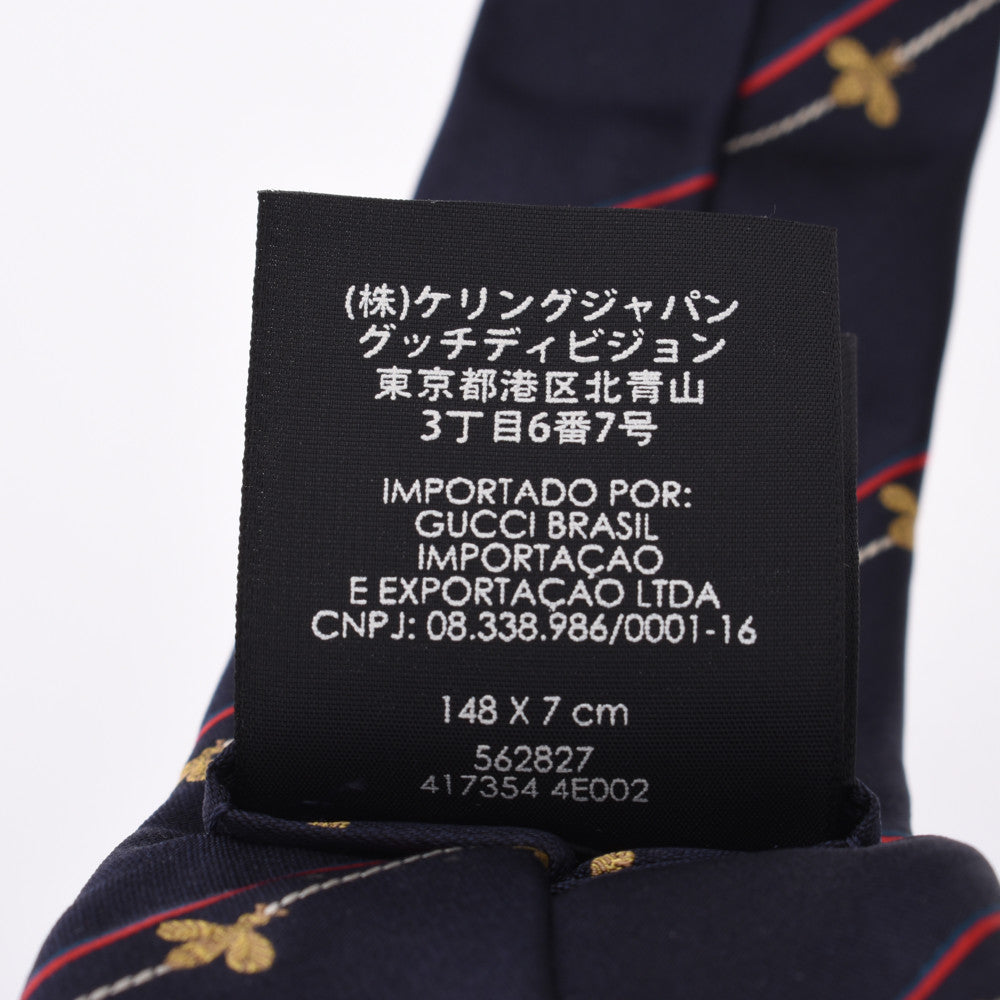 (株)ケリングジャパン
グッチディビジョン
東京都港区北青山
3丁目6番7号
IMPORTADO POR:
GUCCI BRASIL
IMPORTAÇAO
E EXPORTAÇAO LTDA
CNPJ: 08.338.986/0001-16
148 X 7 cm
562827
417354 4E002